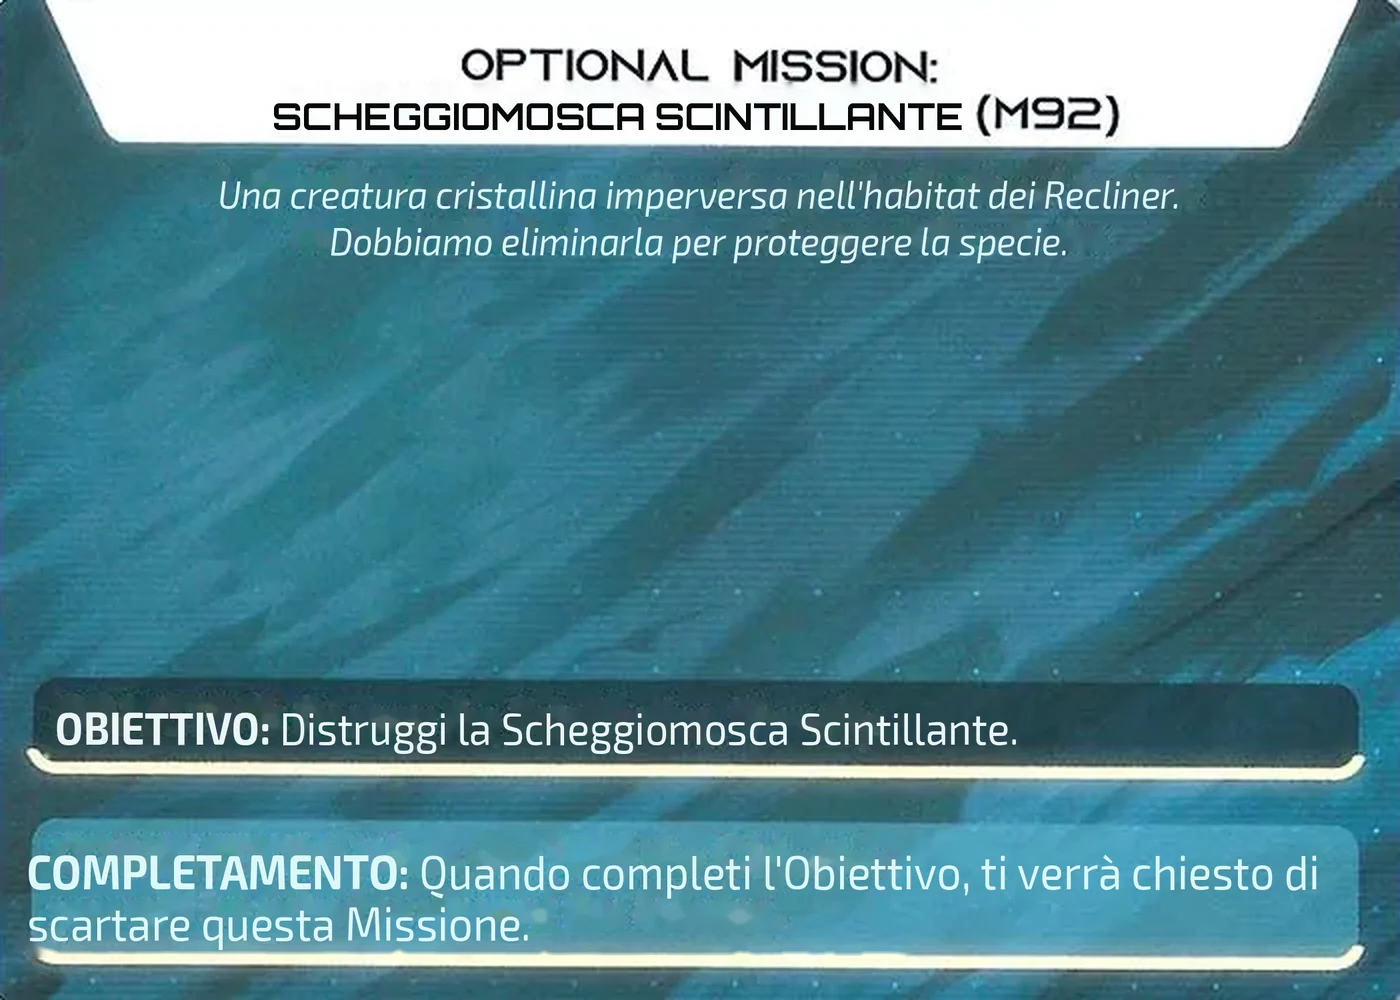 OPTIONAL MISSION:
SCHEGGIOMOSCA SCINTILLANTE (M92)
Una creatura cristallina imperversa nell'habitat dei Recliner.
Dobbiamo eliminarla per proteggere la specie.
OBIETTIVO: Distruggi la Scheggiomosca Scintillante.
COMPLETAMENTO: Quando completi l'Obiettivo, ti verrà chiesto di
scartare questa Missione.